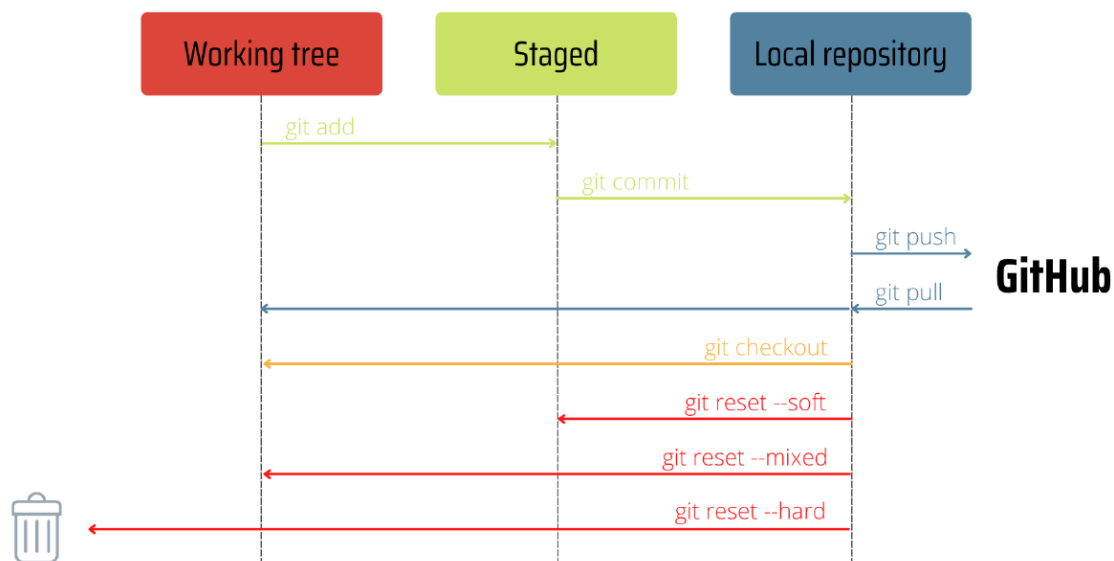 Working tree
Staged
Local repository
git add
git commit
git push
GitHub
git pull
git checkout
git reset --soft
git reset --mixed
git reset --hard